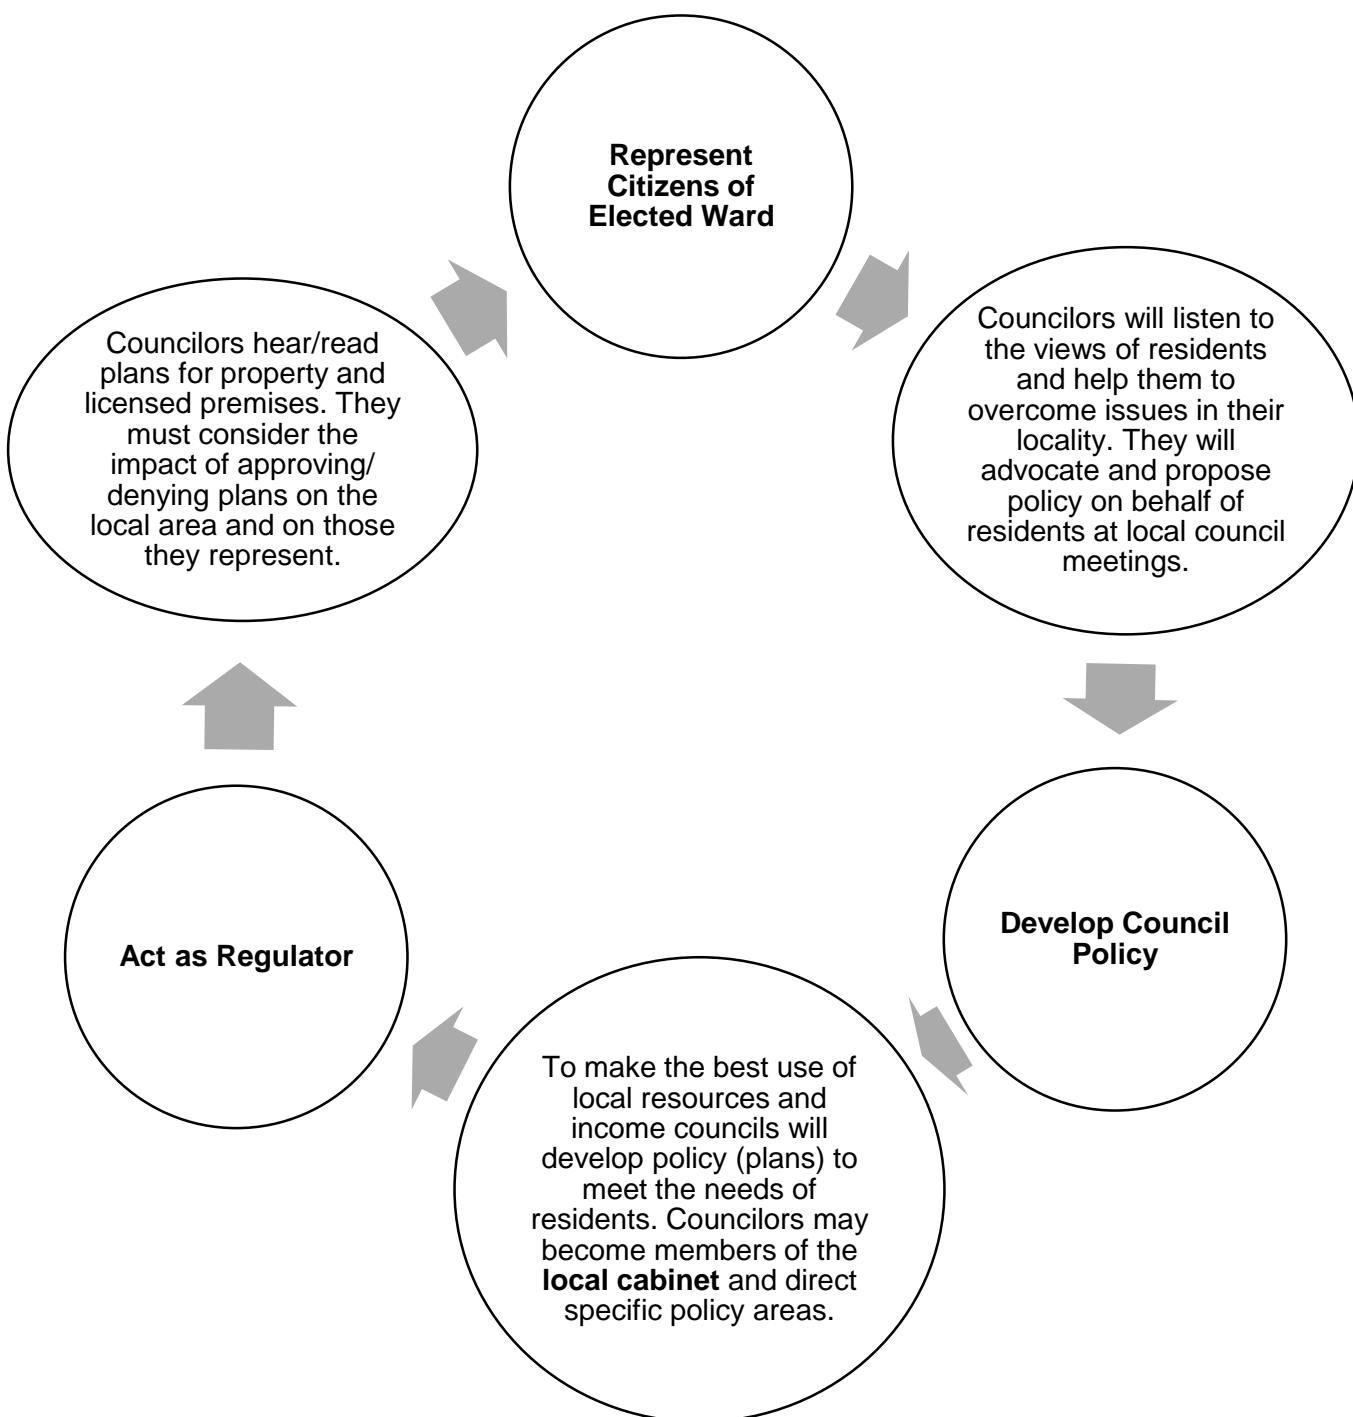 Represent
Citizens of
Elected Ward
Councilors will listen to
the views of residents
and help them to
overcome issues in their
locality. They will
advocate and propose
policy on behalf of
residents at local council
meetings.
Develop Council
Policy
To make the best use of
local resources and
income councils will
develop policy (plans) to
meet the needs of
residents. Councilors may
become members of the
local cabinet and direct
specific policy areas.
Act as Regulator
Councilors hear/read
plans for property and
licensed premises. They
must consider the
impact of approving/
denying plans on the
local area and on those
they represent.